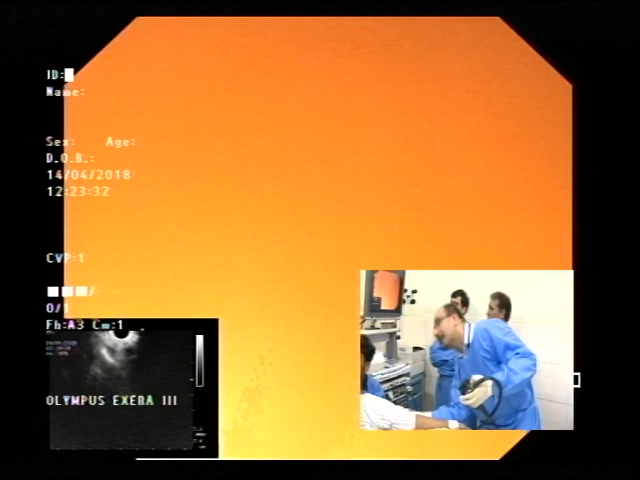 ID:
Name:
Sex: Age:
D.O.B.:
14/04/2018
12:23:32
CVP:1
0/1
Fh:A3 Cm:1
OLYMPUS EXERA III